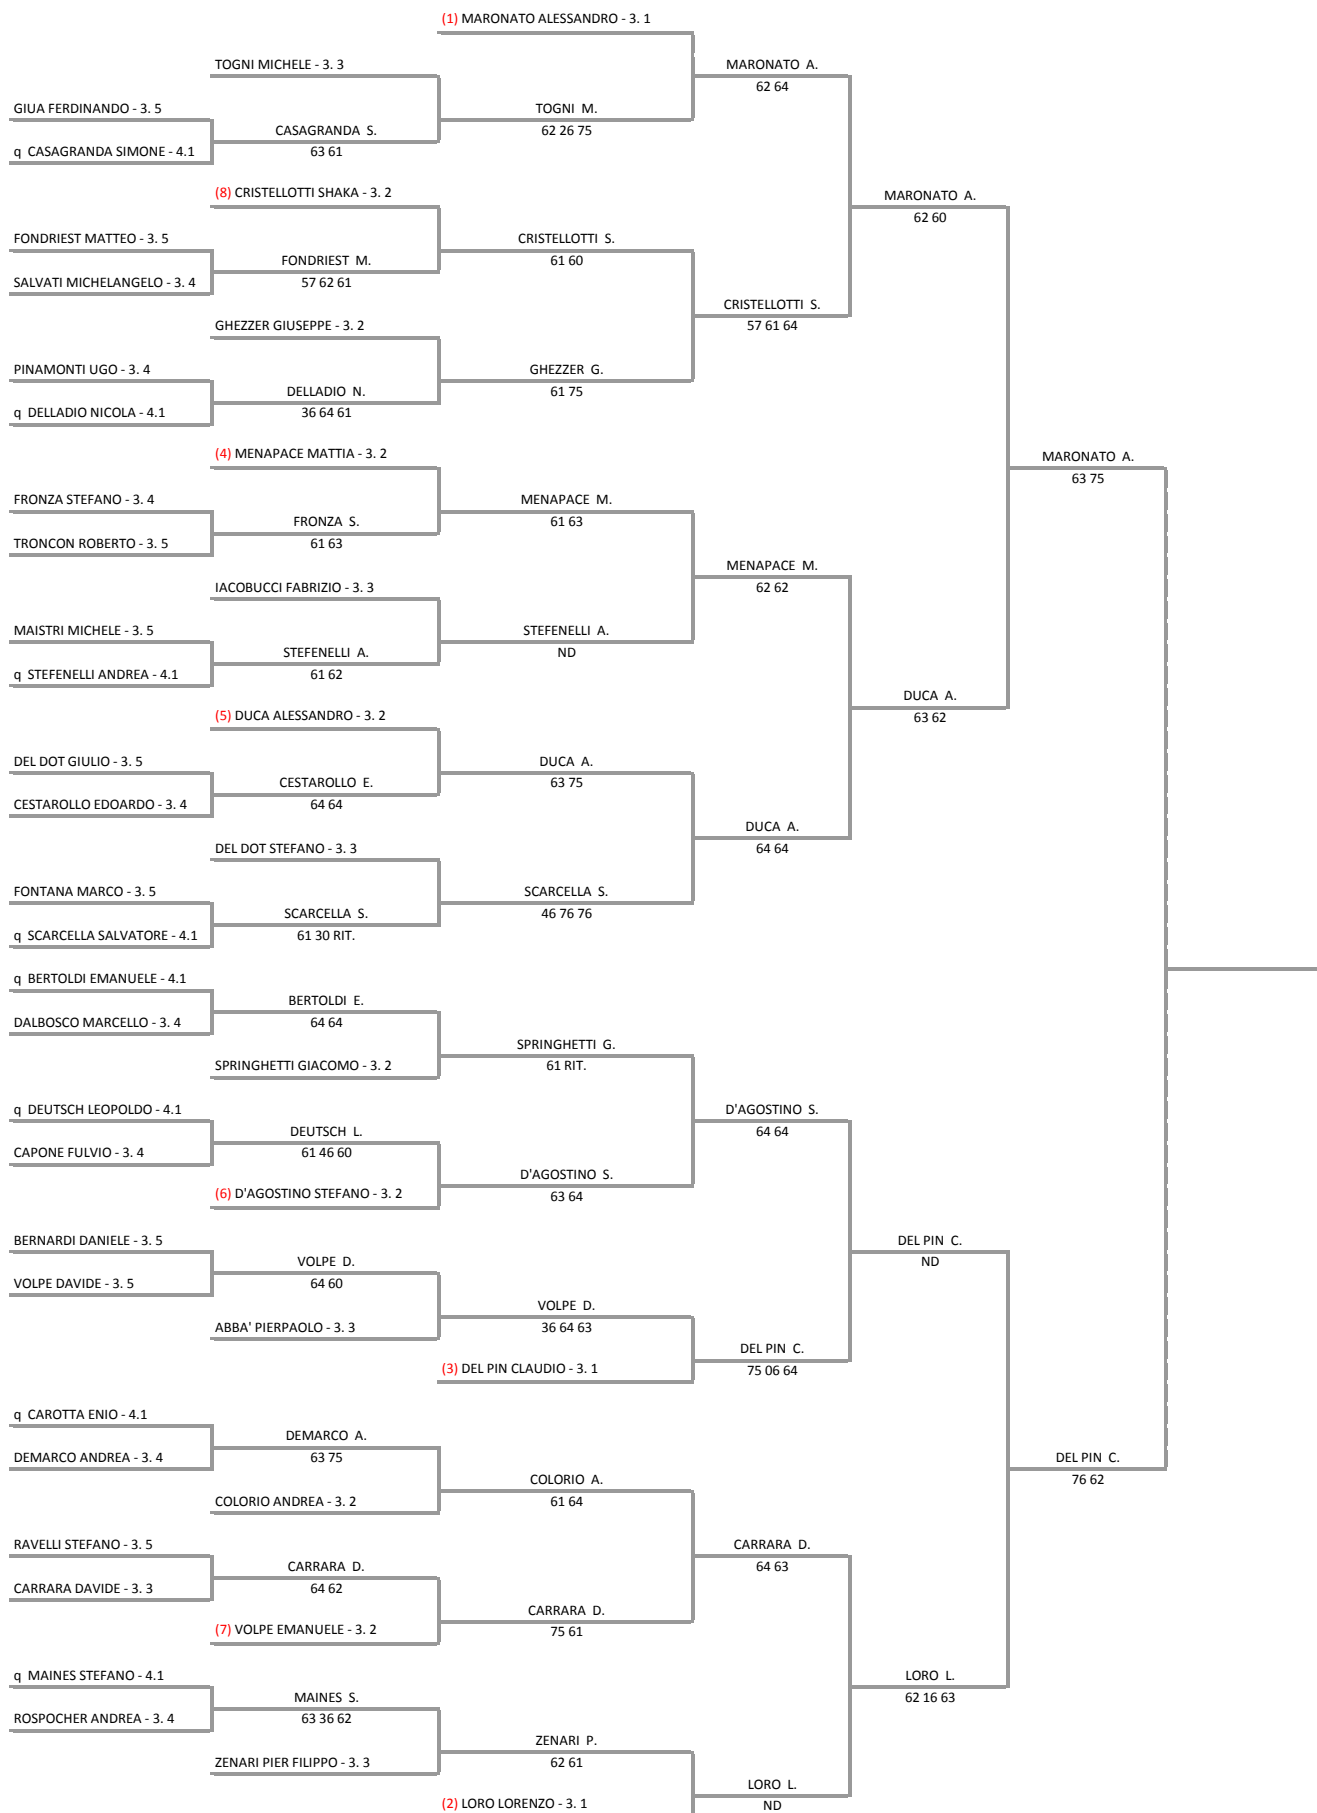 (1) MARONATO ALESSANDRO - 3. 1
TOGNI MICHELE - 3. 3
MARONATO A.
62 64
GIUA FERDINANDO - 3. 5
TOGNI M.
62 26 75
CASAGRANDA S.
63 61
q CASAGRANDA SIMONE - 4.1
(8) CRISTELLOTTI SHAKA - 3. 2
MARONATO A.
62 60
FONDRIEST MATTEO - 3. 5
CRISTELLOTTI S.
61 60
FONDRIEST M.
57 62 61
SALVATI MICHELANGELO - 3. 4
CRISTELLOTTI S.
57 61 64
GHEZZER GIUSEPPE - 3. 2
PINAMONTI UGO - 3. 4
GHEZZER G.
61 75
DELLADIO N.
36 64 61
q DELLADIO NICOLA - 4.1
(4) MENAPACE MATTIA - 3. 2
MARONATO A.
63 75
FRONZA STEFANO - 3. 4
MENAPACE M.
61 63
FRONZA S.
61 63
TRONCON ROBERTO - 3. 5
MENAPACE M.
62 62
IACOBUCCI FABRIZIO - 3. 3
MAISTRI MICHELE - 3. 5
STEFENELLI A.
ND
STEFENELLI A.
61 62
q STEFENELLI ANDREA - 4.1
DUCA A.
63 62
(5) DUCA ALESSANDRO - 3. 2
DEL DOT GIULIO - 3. 5
DUCA A.
63 75
CESTAROLLO E.
64 64
CESTAROLLO EDOARDO - 3. 4
DUCA A.
64 64
DEL DOT STEFANO - 3. 3
FONTANA MARCO - 3. 5
SCARCELLA S.
46 76 76
SCARCELLA S.
61 30 RIT.
q SCARCELLA SALVATORE - 4.1
q BERTOLDI EMANUELE - 4.1
BERTOLDI E.
64 64
DALBOSCO MARCELLO - 3. 4
SPRINGHETTI G.
61 RIT.
SPRINGHETTI GIACOMO - 3. 2
q DEUTSCH LEOPOLDO - 4.1
D'AGOSTINO S.
64 64
DEUTSCH L.
61 46 60
CAPONE FULVIO - 3. 4
D'AGOSTINO S.
63 64
(6) D'AGOSTINO STEFANO - 3. 2
BERNARDI DANIELE - 3. 5
DEL PIN C.
ND
VOLPE D.
64 60
VOLPE DAVIDE - 3. 5
VOLPE D.
36 64 63
ABBA' PIERPAOLO - 3. 3
DEL PIN C.
75 06 64
(3) DEL PIN CLAUDIO - 3. 1
q CAROTTA ENIO - 4.1
DEMARCO A.
63 75
DEMARCO ANDREA - 3. 4
DEL PIN C.
76 62
COLORIO A.
61 64
COLORIO ANDREA - 3. 2
RAVELLI STEFANO - 3. 5
CARRARA D.
64 63
CARRARA D.
64 62
CARRARA DAVIDE - 3. 3
CARRARA D.
75 61
(7) VOLPE EMANUELE - 3. 2
q MAINES STEFANO - 4.1
LORO L.
62 16 63
MAINES S.
63 36 62
ROSPOCHER ANDREA - 3. 4
ZENARI P.
62 61
ZENARI PIER FILIPPO - 3. 3
LORO L.
ND
(2) LORO LORENZO - 3. 1